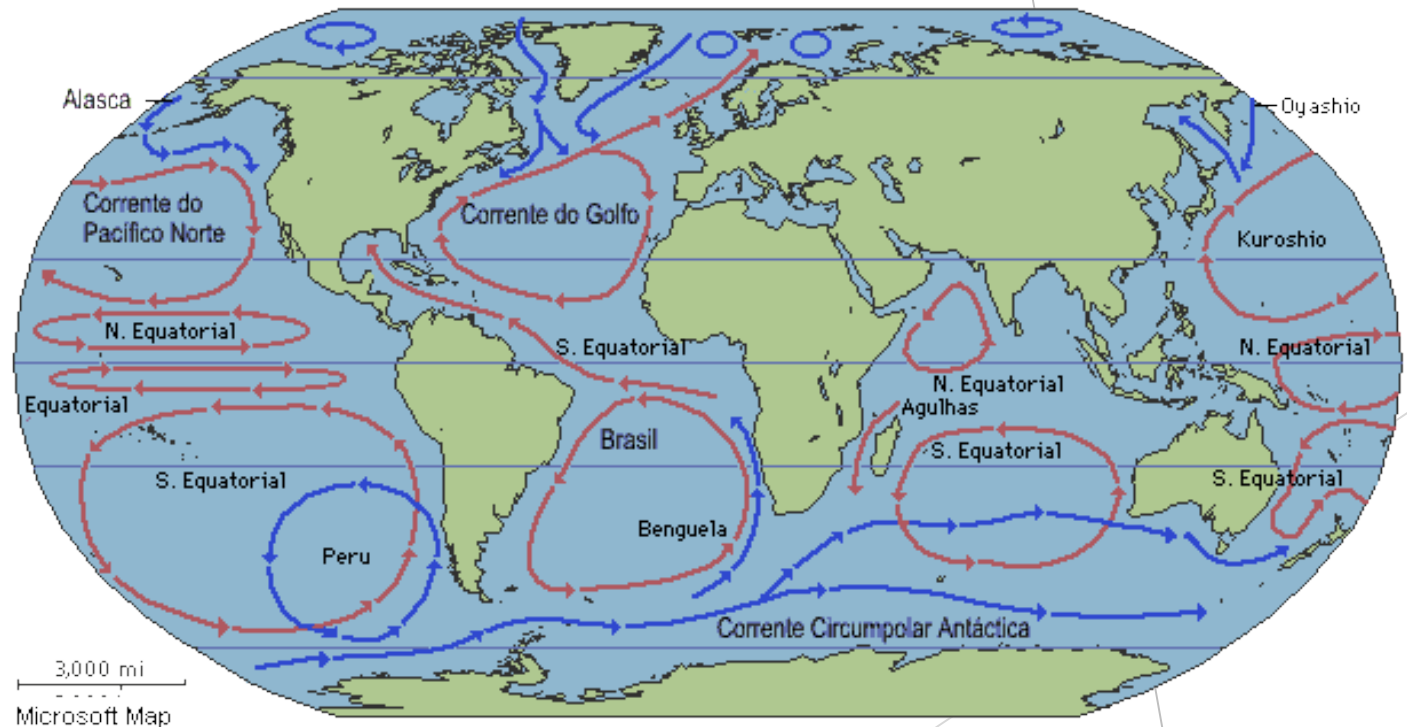 Alasca
Oyashio
Corrente do
Pacífico Norte
Corrente do Golfo
Kuroshio
N. Equatorial
S. Equatorial
N. Equatorial
N. Equatorial
Equatorial
Agulhas
Brasil
S. Equatorial
S. Equatorial
S. Equatorial
Benguela
Peru
Corrente Circumpolar Antáctica
3,000 mi
Microsoft Map